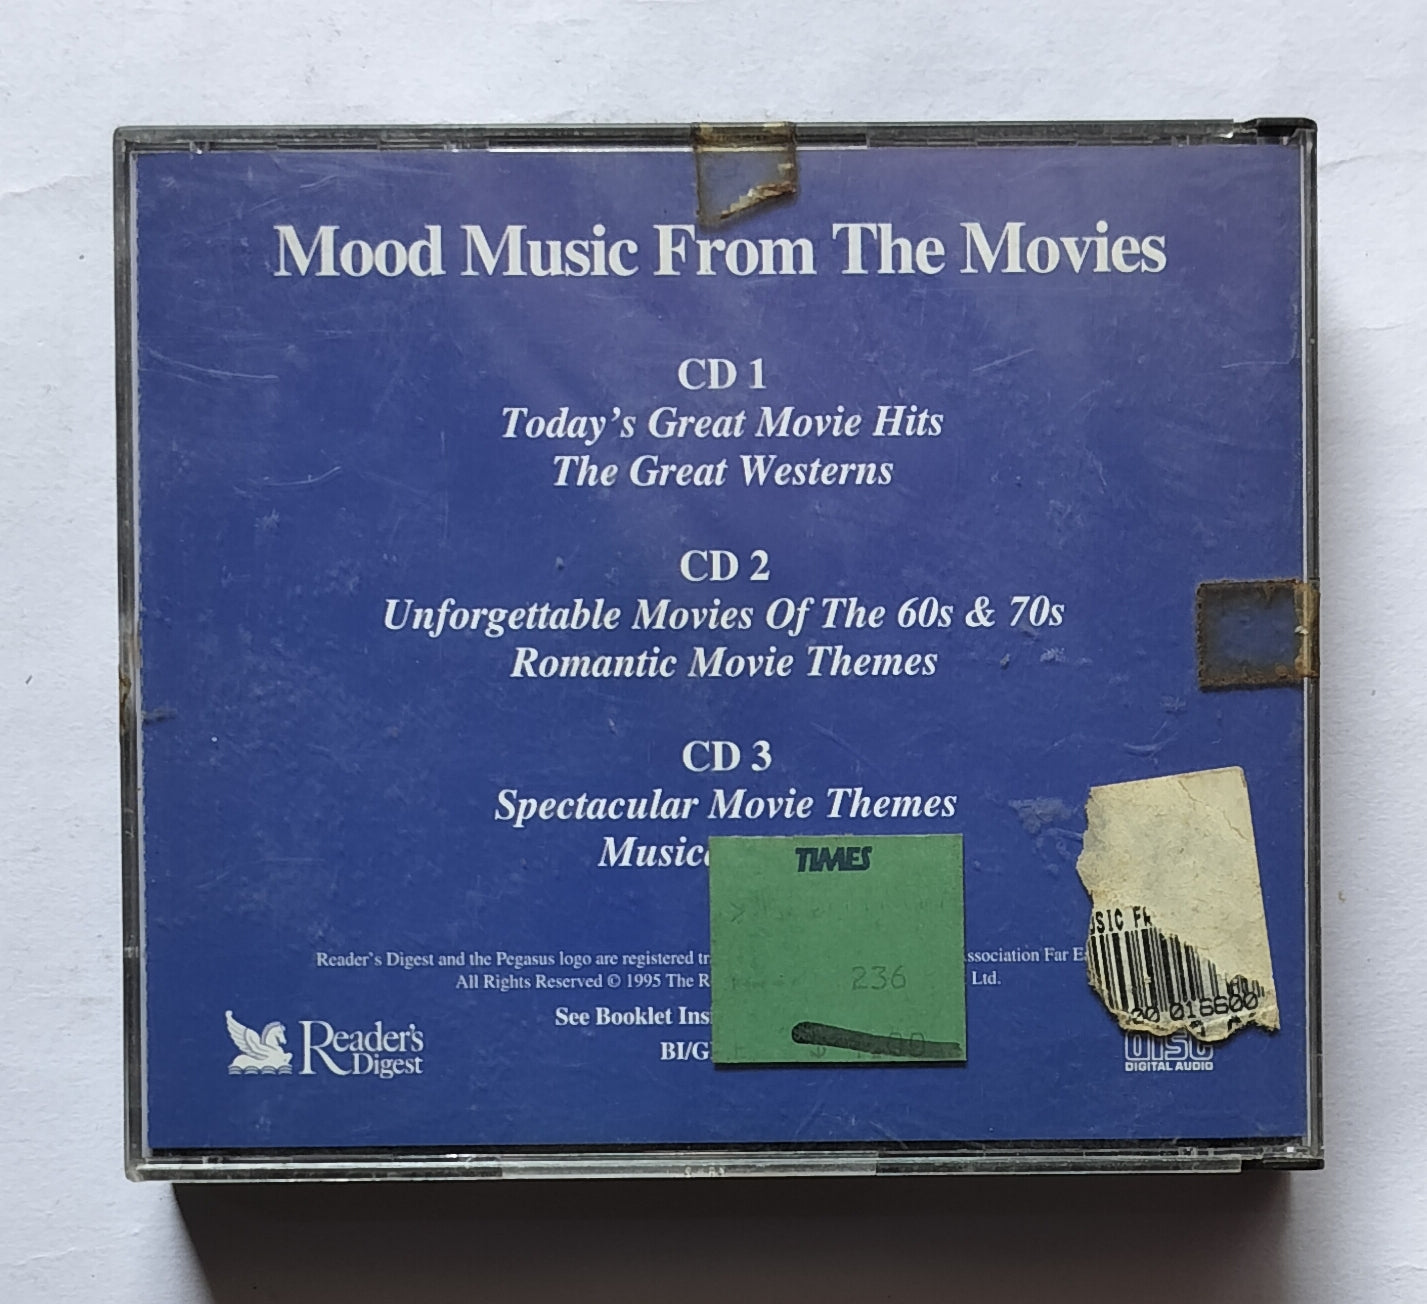 Mood Music From The Movies
CD 1
Today's Great Movie Hits
The Great Westerns
CD 2
Unforgettable Movies Of The 60s & 70s
Romantic Movie Themes
CD 3
Spectacular Movie Themes
TIMES
Reader's Digest and the Pegasus logo are registered
Far
All Rights Reserved © 1995 The
Ltd.
236
See Booklet
Reader's
Digest
DISC
DIGITAL AUDIO